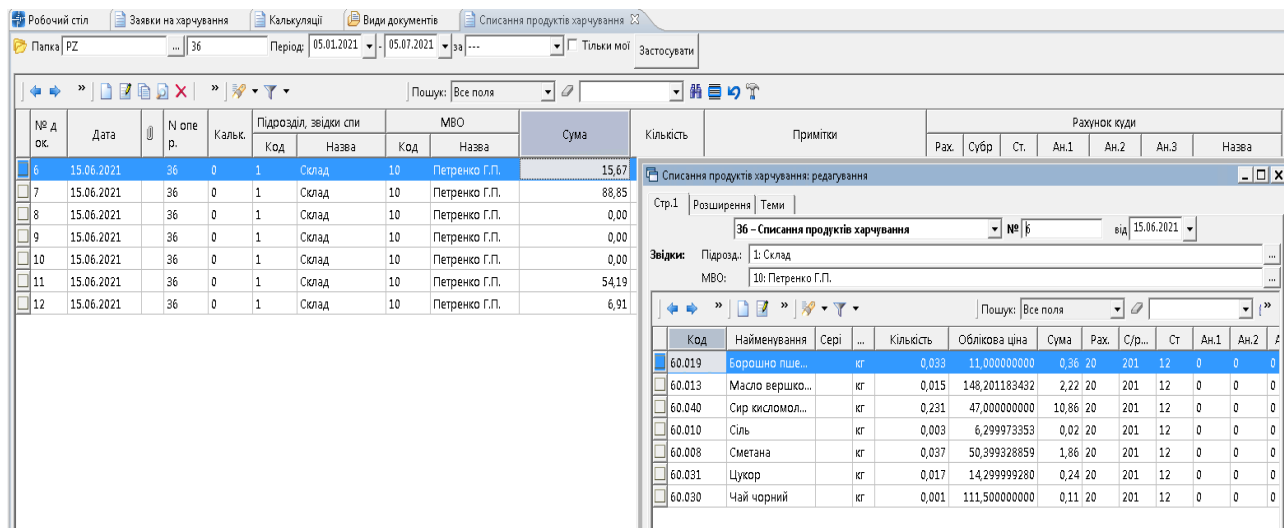 Робочий стіл Заявки на харчування Калькуляції Види документів Списання продуктів харчування
Папка PZ ... 36 Період: 05.01.2021 - 05.07.2021 за --- Тільки мої Застосувати
» » Пошук: Все поля
№ д ок. Дата N опе р. Кальк. Підрозділ, звідки спи МВО Сума Кількість Примітки Рахунок куди
Код Назва Код Назва Рах. Субр Ст. Ан.1 Ан.2 Ан.3 Назва
6 15.06.2021 36 0 1 Склад 10 Петренко Г.П. 15,67
7 15.06.2021 36 0 1 Склад 10 Петренко Г.П. 88,85
8 15.06.2021 36 0 1 Склад 10 Петренко Г.П. 0,00
9 15.06.2021 36 0 1 Склад 10 Петренко Г.П. 0,00
10 15.06.2021 36 0 1 Склад 10 Петренко Г.П. 0,00
11 15.06.2021 36 0 1 Склад 10 Петренко Г.П. 54,19
12 15.06.2021 36 0 1 Склад 10 Петренко Г.П. 6,91
Списання продуктів харчування: редагування
Стр.1 Розширення Теми
36 – Списання продуктів харчування № 6 від 15.06.2021
Звідки: Підрозд.: 1: Склад ...
МВО: 10: Петренко Г.П. ...
» » Пошук: Все поля »
Код Найменування Сері ... Кількість Облікова ціна Сума Рах. С/р... Ст Ан.1 Ан.2
60.019 Борошно пше... кг 0,033 11,000000000 0,36 20 201 12 0 0 0
60.013 Масло вершко... кг 0,015 148,201183432 2,22 20 201 12 0 0 0
60.040 Сир кисломол... кг 0,231 47,000000000 10,86 20 201 12 0 0 0
60.010 Сіль кг 0,003 6,299973353 0,02 20 201 12 0 0 0
60.008 Сметана кг 0,037 50,399328859 1,86 20 201 12 0 0 0
60.031 Цукор кг 0,017 14,299999280 0,24 20 201 12 0 0 0
60.030 Чай чорний кг 0,001 111,500000000 0,11 20 201 12 0 0 0